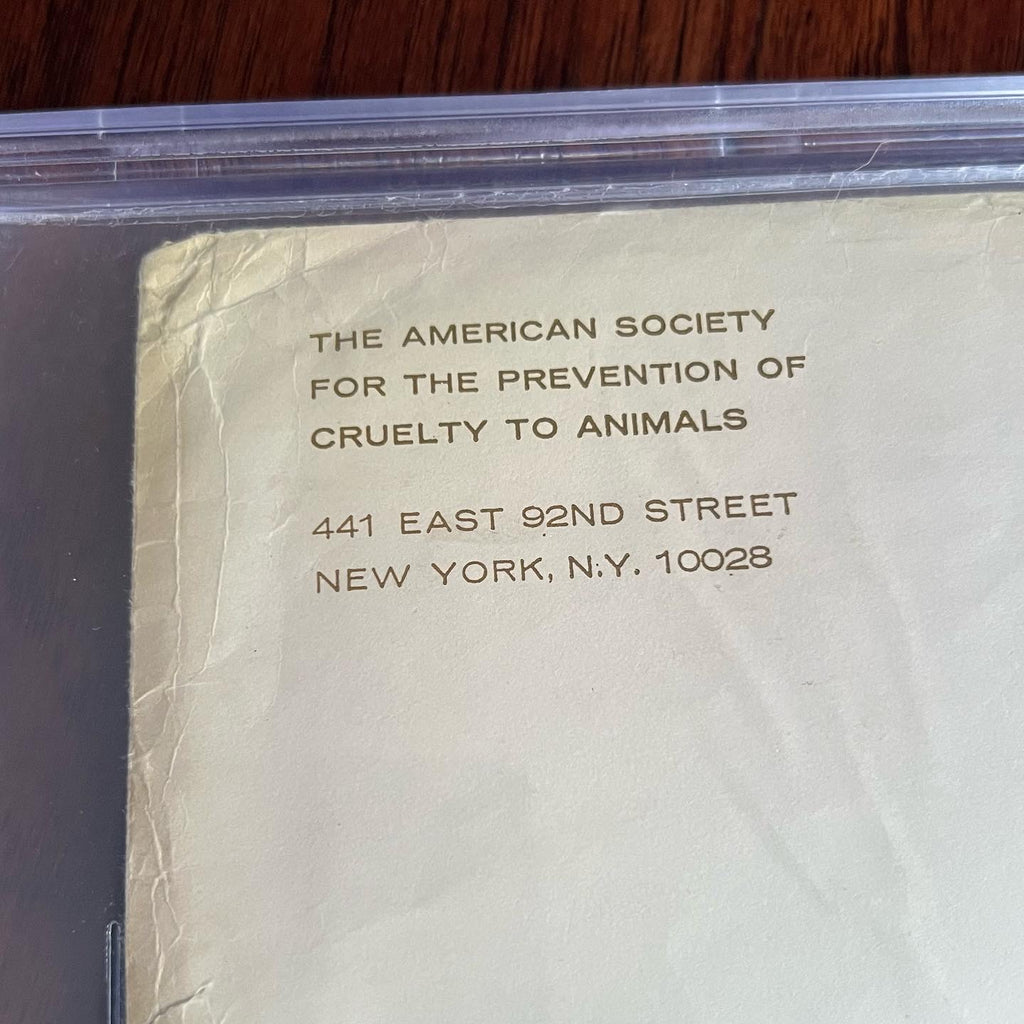 THE AMERICAN SOCIETY
FOR THE PREVENTION OF
CRUELTY TO ANIMALS
441 EAST 92ND STREET
NEW YORK, N.Y. 10028